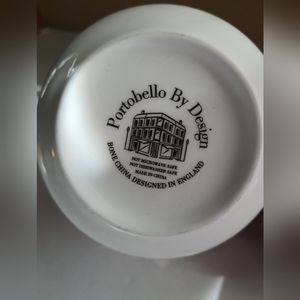 Portobello By Design
NOT MICROWAVE SAFE
NOT DISHWASHER SAFE
MADE IN CHINA
BONE CHINA DESIGNED IN ENGLAND